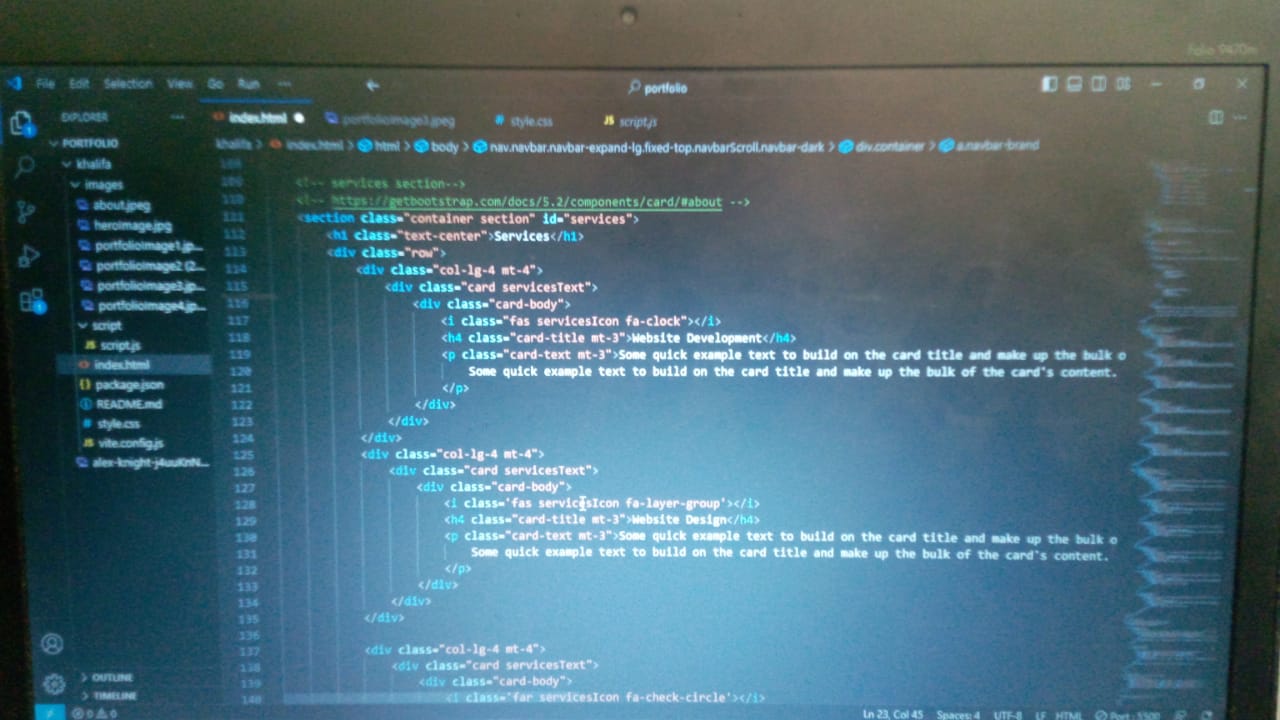 Folio 9470m
File Edit Selection View Go Run ... portfolio
EXPLORER ... index.html portfolioImage3.jpeg style.css script.js ...
PORTFOLIO
khalifa > index.html > html > body > nav.navbar.navbar-expand-lg.fixed-top.navbarScroll.navbar-dark > div.container > a.navbar-brand
khalifa
images
about.jpeg
heroimage.jpg
portfolioImage1.jp...
portfolioImage2 (2...
portfolioImage3.jp...
portfolioImage4.jp...
script
script.js
index.html
package.json
README.md
style.css
vite.config.js
alex-knight-j4uuKnN...
OUTLINE
TIMELINE
109 <!-- services section-->
110 <!-- https://getbootstrap.com/docs/5.2/components/card/#about -->
111 <section class="container section" id="services">
112 <h1 class="text-center">Services</h1>
113 <div class="row">
114 <div class="col-lg-4 mt-4">
115 <div class="card servicesText">
116 <div class="card-body">
117 <i class="fas servicesIcon fa-clock"></i>
118 <h4 class="card-title mt-3">Website Development</h4>
119 <p class="card-text mt-3">Some quick example text to build on the card title and make up the bulk o
120 Some quick example text to build on the card title and make up the bulk of the card's content.
121 </p>
122 </div>
123 </div>
124 </div>
125 <div class="col-lg-4 mt-4">
126 <div class="card servicesText">
127 <div class="card-body">
128 <i class='fas servicesIcon fa-layer-group'></i>
129 <h4 class="card-title mt-3">Website Design</h4>
130 <p class="card-text mt-3">Some quick example text to build on the card title and make up the bulk o
131 Some quick example text to build on the card title and make up the bulk of the card's content.
132 </p>
133 </div>
134 </div>
135 </div>
136
137 <div class="col-lg-4 mt-4">
138 <div class="card servicesText">
139 <div class="card-body">
140 <i class='far servicesIcon fa-check-circle'></i>
0 0 Ln 23, Col 45 Spaces: 4 UTF-8 LF HTML Port : 5500